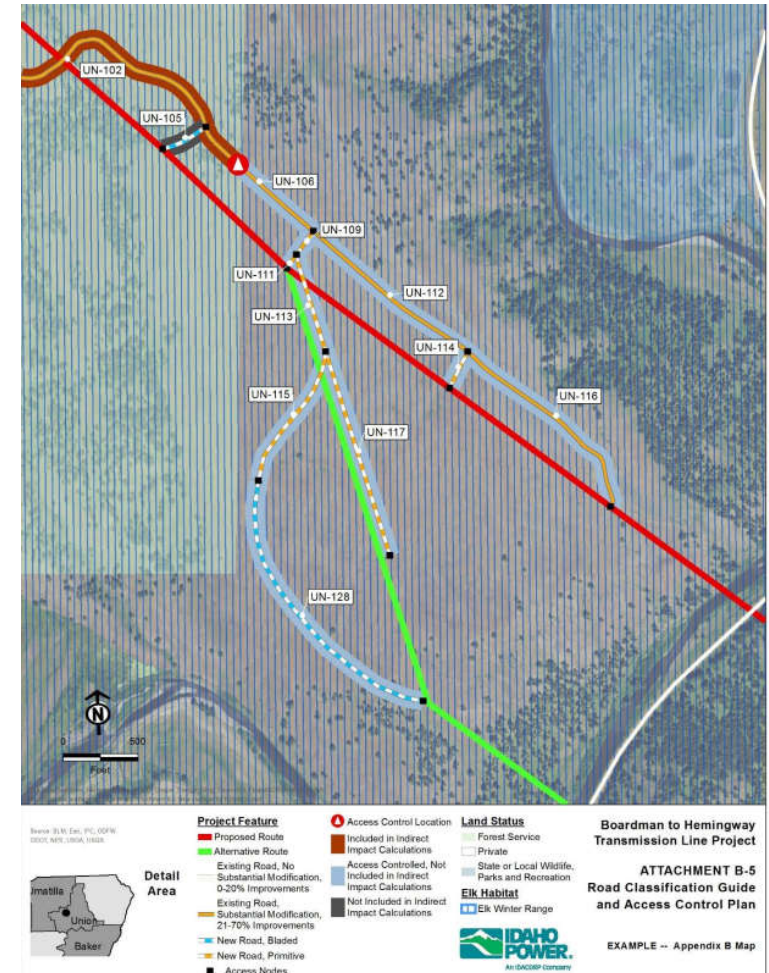 UN-102
UN-105
UN-106
UN-109
UN-111
UN-112
UN-113
UN-114
UN-115
UN-116
UN-117
UN-128
N
0 500
Feet
Source: BLM, Esri, IPC, ODFW,
Detail
Area
Umatilla
Union
Baker
Project Feature
Proposed Route
Alternative Route
Existing Road, No
Substantial Modification,
0-20% Improvements
Existing Road,
Substantial Modification,
21-70% Improvements
New Road, Bladed
New Road, Primitive
Access Nodes
Access Control Location
Included in Indirect
Impact Calculations
Access Controlled, Not
Included in Indirect
Impact Calculations
Not Included in Indirect
Impact Calculations
Land Status
Forest Service
Private
State or Local Wildlife,
Parks and Recreation
Elk Habitat
Elk Winter Range
IDAHO
POWER.
An IDACORP Company
Boardman to Hemingway
Transmission Line Project
ATTACHMENT B-5
Road Classification Guide
and Access Control Plan
EXAMPLE -- Appendix B Map